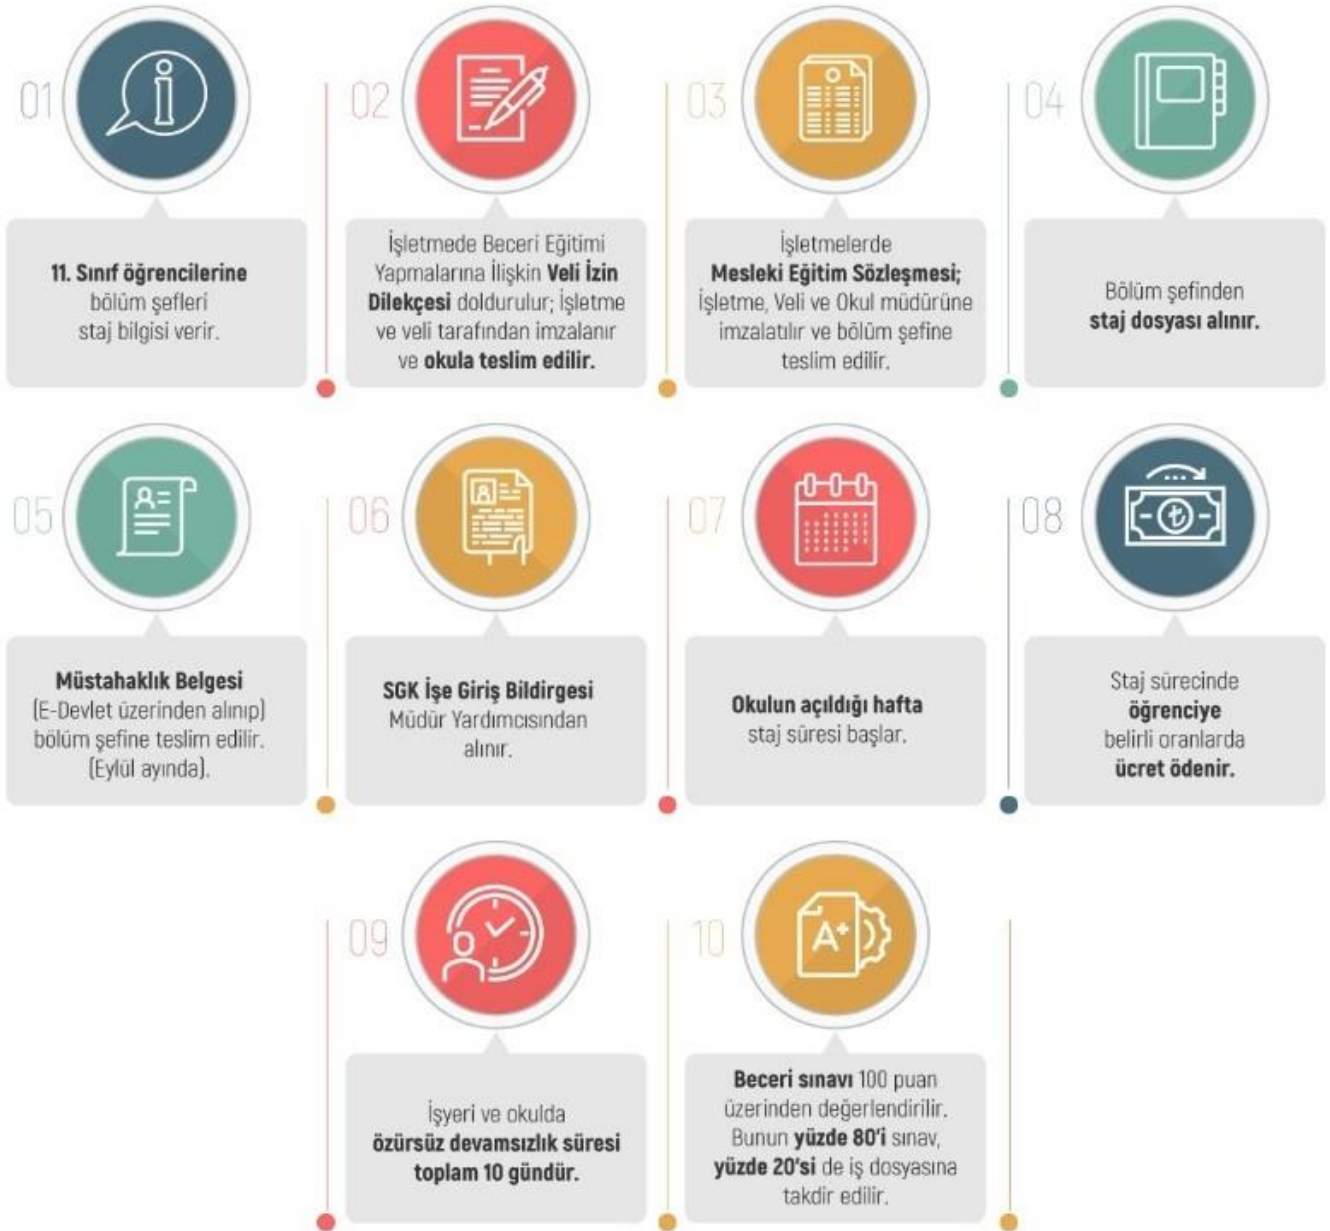 01
11. Sınıf öğrencilerine
bölüm şefleri
staj bilgisi verir.
02
İşletmede Beceri Eğitimi
Yapmalarına İlişkin Veli İzin
Dilekçesi doldurulur; İşletme
ve veli tarafından imzalanır
ve okula teslim edilir.
03
İşletmelerde
Mesleki Eğitim Sözleşmesi;
İşletme, Veli ve Okul müdürüne
imzalatılır ve bölüm şefine
teslim edilir.
04
Bölüm şefinden
staj dosyası alınır.
05
Müstahaklık Belgesi
(E-Devlet üzerinden alınıp)
bölüm şefine teslim edilir.
(Eylül ayında).
06
SGK İşe Giriş Bildirgesi
Müdür Yardımcısından
alınır.
07
Okulun açıldığı hafta
staj süresi başlar.
08
Staj sürecinde
öğrenciye
belirli oranlarda
ücret ödenir.
09
İşyeri ve okulda
özürsüz devamsızlık süresi
toplam 10 gündür.
10
A+
Beceri sınavı 100 puan
üzerinden değerlendirilir.
Bunun yüzde 80'i sınav,
yüzde 20'si de iş dosyasına
takdir edilir.